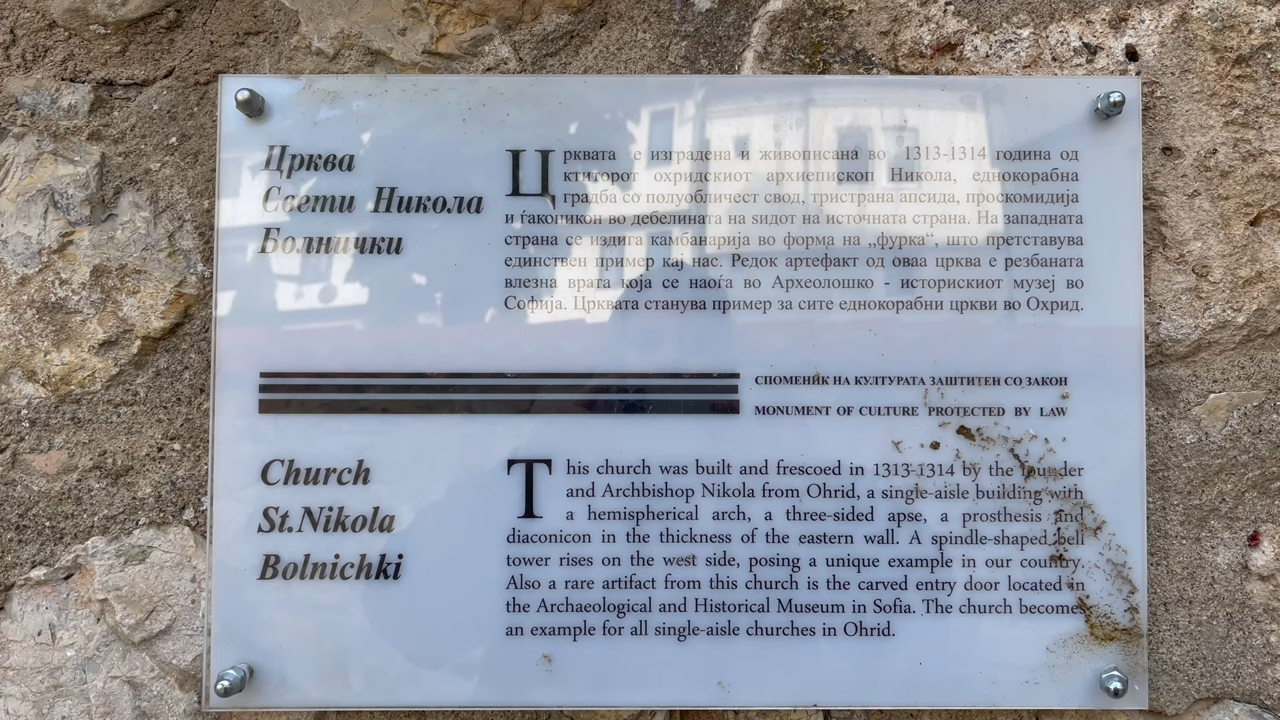 Црква
Свети Никола
Болнички
Црквата е изградена и живописана во 1313-1314 година од
ктиторот охридскиот архиепископ Никола, еднокорабна
градба со полуобличест свод, тристрана апсида, проскомидија
и ѓаконикон во дебелината на ѕидот на источната страна. На западната
страна се издига камбанарија во форма на „фурка“, што претставува
единствен пример кај нас. Редок артефакт од оваа црква е резбаната
влезна врата која се наоѓа во Археолошко - историскиот музеј во
Софија. Црквата станува пример за сите еднокорабни цркви во Охрид.
СПОМЕНИК НА КУЛТУРАТА ЗАШТИТЕН СО ЗАКОН
MONUMENT OF CULTURE PROTECTED BY LAW
Church
St.Nikola
Bolnichki
This church was built and frescoed in 1313-1314 by the founder
and Archbishop Nikola from Ohrid, a single-aisle building with
a hemispherical arch, a three-sided apse, a prosthesis and
diaconicon in the thickness of the eastern wall. A spindle-shaped bell
tower rises on the west side, posing a unique example in our country.
Also a rare artifact from this church is the carved entry door located in
the Archaeological and Historical Museum in Sofia. The church becomes
an example for all single-aisle churches in Ohrid.